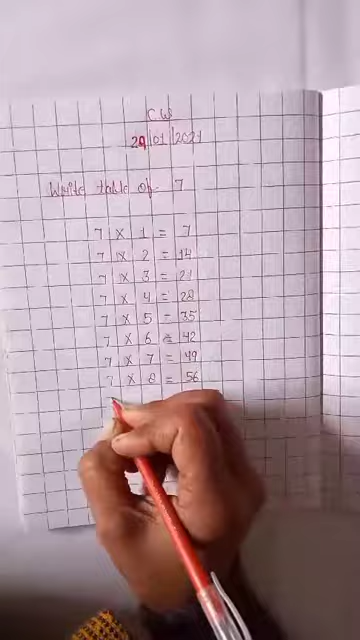 C W
29/01/2021
Write table of 7
7 × 1 = 7
7 × 2 = 14
7 × 3 = 21
7 × 4 = 28
7 × 5 = 35
7 × 6 = 42
7 × 7 = 49
7 × 8 = 56